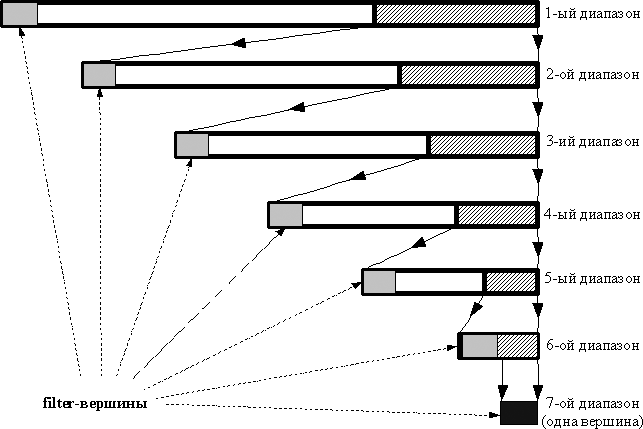 1-ый диапазон
2-ой диапазон
3-ий диапазон
4-ый диапазон
5-ый диапазон
6-ой диапазон
7-ой диапазон
(одна вершина)
filter-вершины